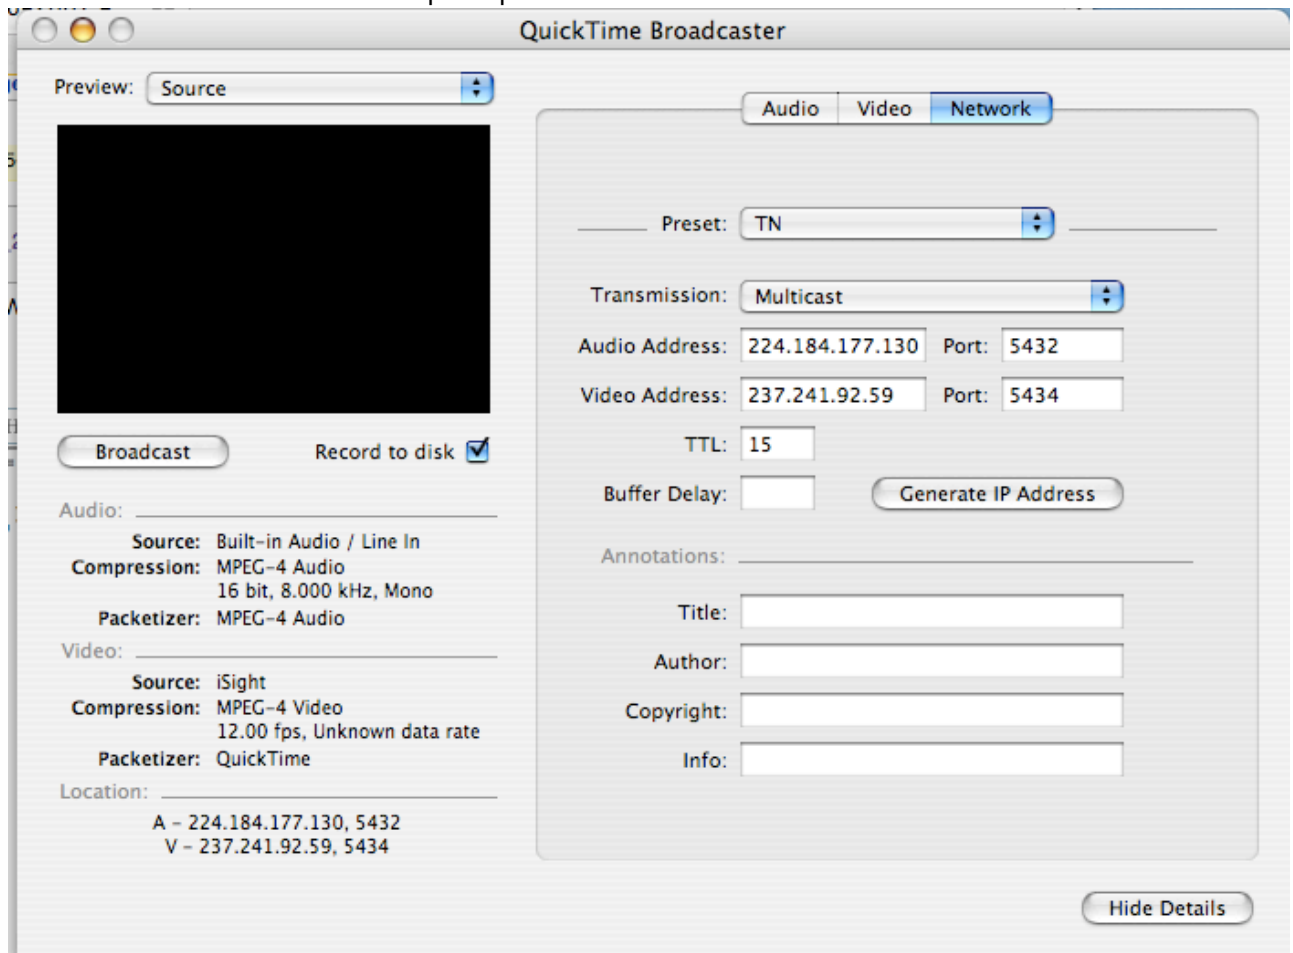 QuickTime Broadcaster
Preview: Source
Audio Video Network
Preset: TN
Transmission: Multicast
Audio Address: 224.184.177.130 Port: 5432
Video Address: 237.241.92.59 Port: 5434
TTL: 15
Buffer Delay:
Generate IP Address
Annotations:
Title:
Author:
Copyright:
Info:
Broadcast Record to disk
Audio:
Source: Built-in Audio / Line In
Compression: MPEG-4 Audio
16 bit, 8.000 kHz, Mono
Packetizer: MPEG-4 Audio
Video:
Source: iSight
Compression: MPEG-4 Video
12.00 fps, Unknown data rate
Packetizer: QuickTime
Location:
A - 224.184.177.130, 5432
V - 237.241.92.59, 5434
Hide Details